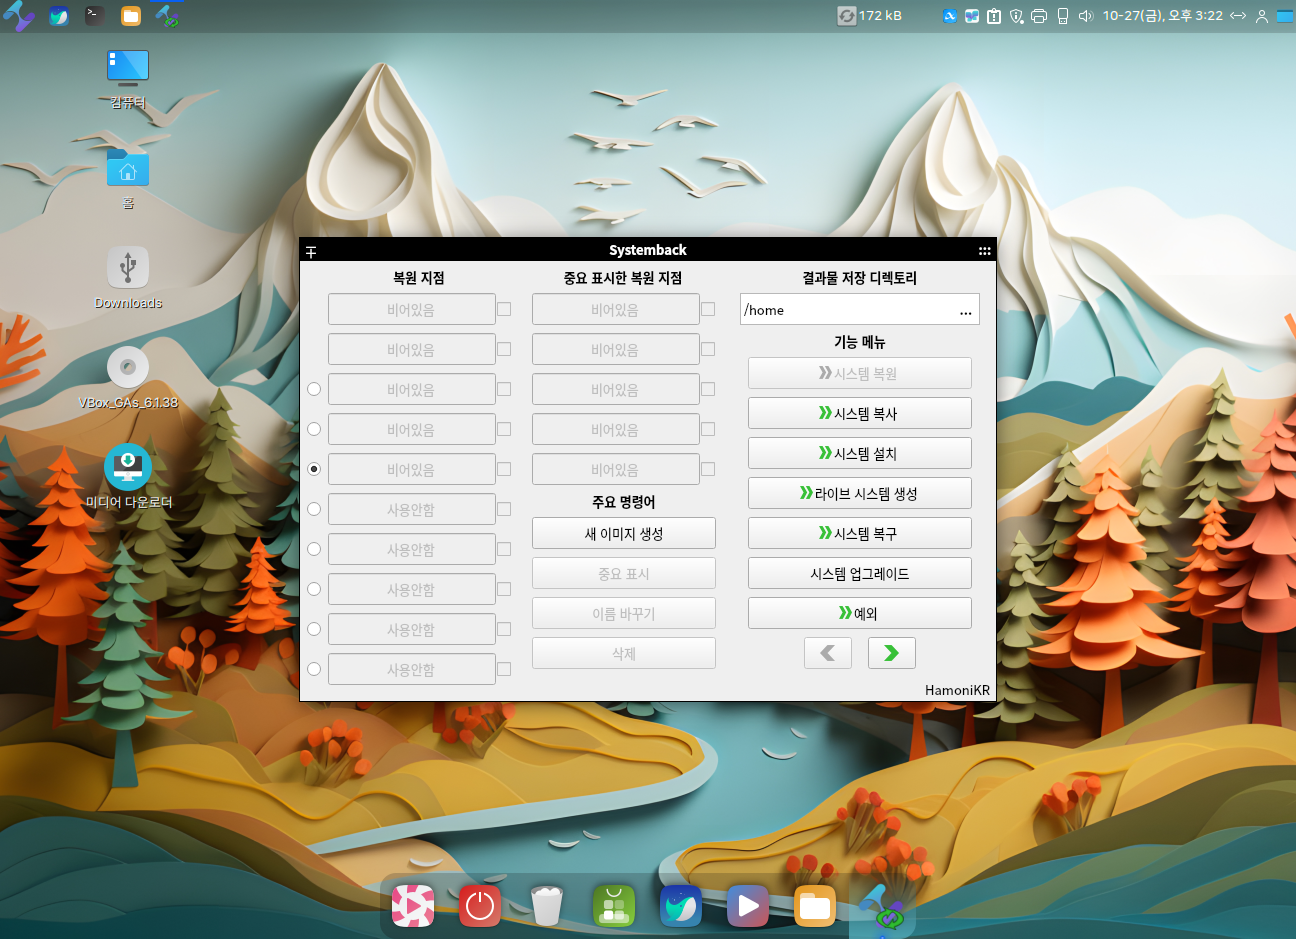 172 kB
10-27(금), 오후 3:22
컴퓨터
홈
Downloads
VBox_GAs_6.1.38
미디어 다운로더
Systemback
복원 지점
비어있음
비어있음
비어있음
비어있음
비어있음
사용안함
사용안함
사용안함
사용안함
사용안함
중요 표시한 복원 지점
비어있음
비어있음
비어있음
비어있음
비어있음
주요 명령어
새 이미지 생성
중요 표시
이름 바꾸기
삭제
결과물 저장 디렉토리
/home ...
기능 메뉴
시스템 복원
시스템 복사
시스템 설치
라이브 시스템 생성
시스템 복구
시스템 업그레이드
예외
HamoniKR